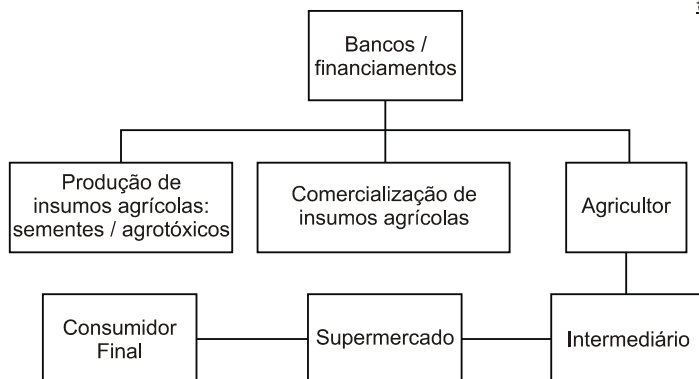 Bancos /
financiamentos
Produção de
insumos agrícolas:
sementes / agrotóxicos
Comercialização de
insumos agrícolas
Agricultor
Consumidor
Final
Supermercado
Intermediário